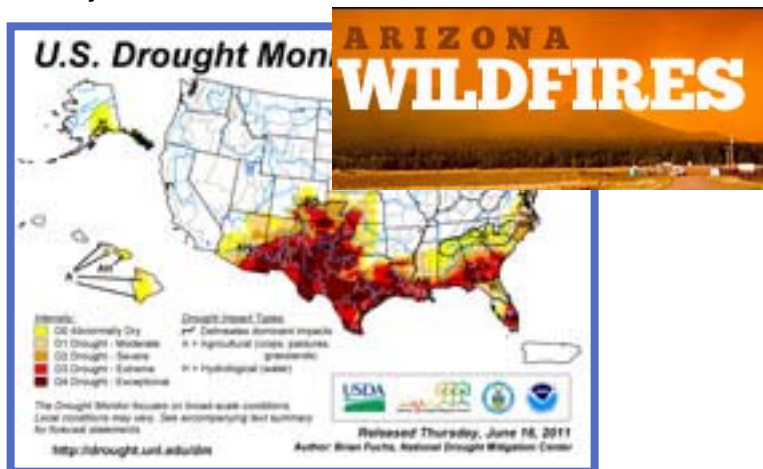 U.S. Drought Moni
ARIZONA
WILDFIRES
Intensity:
D0 Abnormally Dry
D1 Drought - Moderate
D2 Drought - Severe
D3 Drought - Extreme
D4 Drought - Exceptional
Drought Impact Types:
Delineates dominant impacts
A = Agricultural (crops, pastures,
grasslands)
H = Hydrological (water)
The Drought Monitor focuses on broad-scale conditions.
Local conditions may vary. See accompanying text summary
for forecast statements.
http://drought.unl.edu/dm
USDA
Released Thursday, June 16, 2011
Author: Brian Fuchs, National Drought Mitigation Center